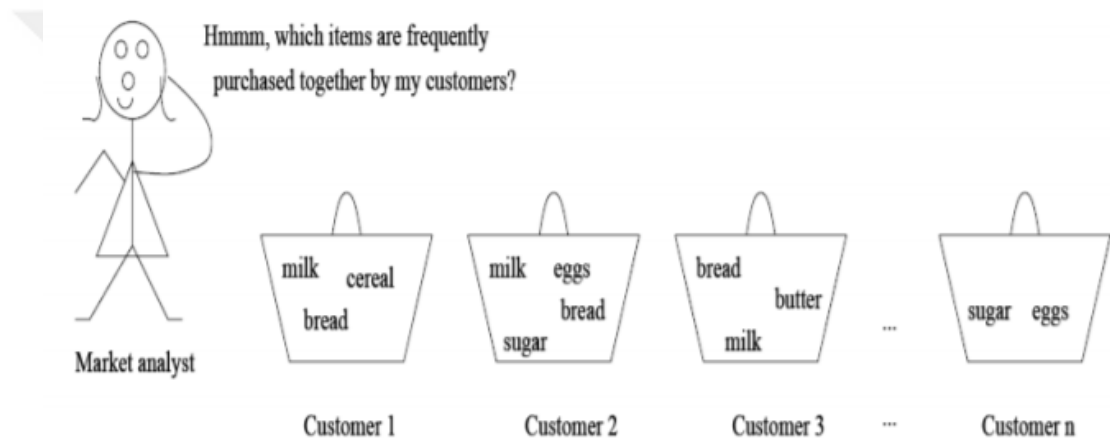 Hmmm, which items are frequently
purchased together by my customers?
milk cereal
bread
milk eggs
bread
sugar
bread
butter
milk
...
sugar eggs
Market analyst
Customer 1 Customer 2 Customer 3 ... Customer n